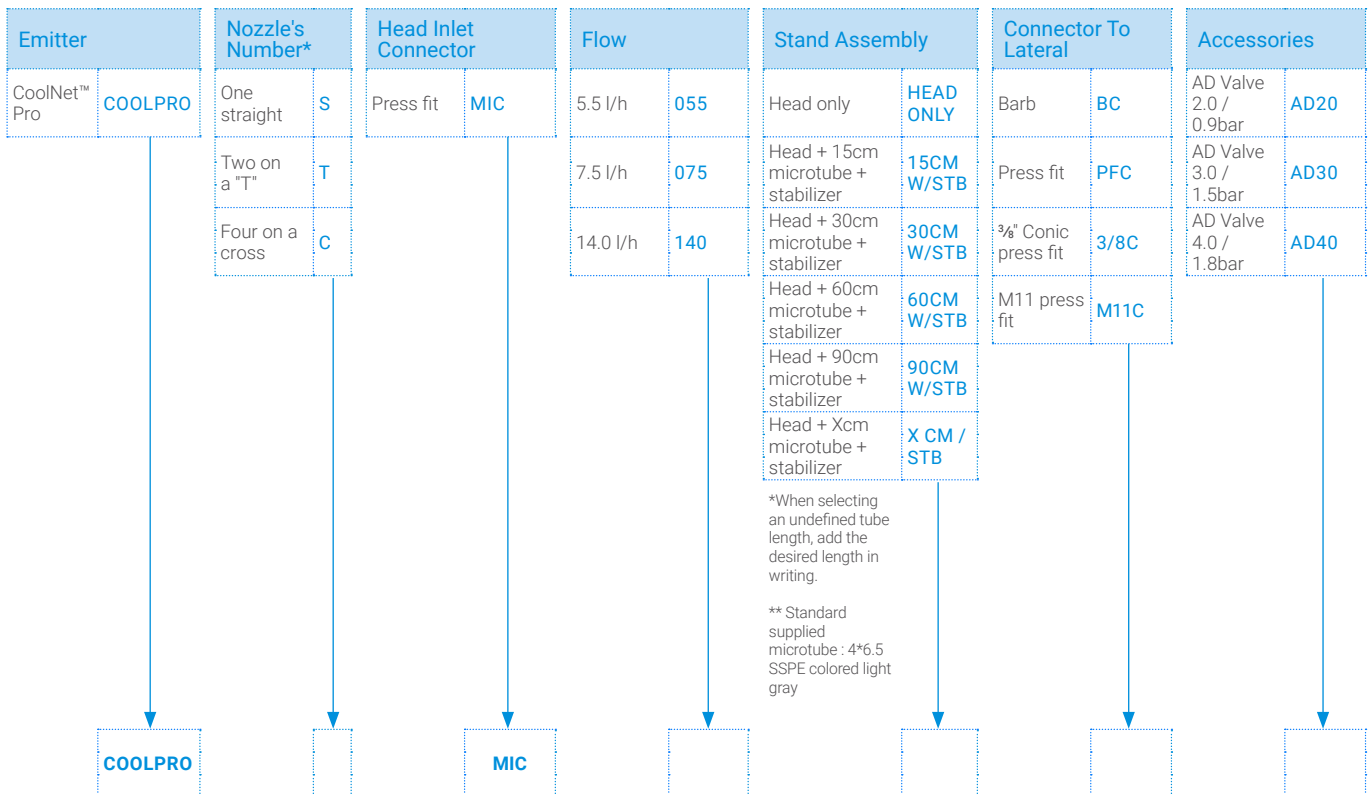 Emitter
CoolNet™
Pro
COOLPRO
Nozzle's
Number*
One
straight
S
Two on
a "T"
T
Four on a
cross
C
Head Inlet
Connector
Press fit
MIC
Flow
5.5 l/h
055
7.5 l/h
075
14.0 l/h
140
Stand Assembly
Head only
HEAD
ONLY
Head + 15cm
microtube +
stabilizer
15CM
W/STB
Head + 30cm
microtube +
stabilizer
30CM
W/STB
Head + 60cm
microtube +
stabilizer
60CM
W/STB
Head + 90cm
microtube +
stabilizer
90CM
W/STB
Head + Xcm
microtube +
stabilizer
X CM /
STB
*When selecting
an undefined tube
length, add the
desired length in
writing.
** Standard
supplied
microtube : 4*6.5
SSPE colored light
gray
Connector To
Lateral
Barb
BC
Press fit
PFC
⅜" Conic
press fit
3/8C
M11 press
fit
M11C
Accessories
AD Valve
2.0 /
0.9bar
AD20
AD Valve
3.0 /
1.5bar
AD30
AD Valve
4.0 /
1.8bar
AD40
COOLPRO
MIC